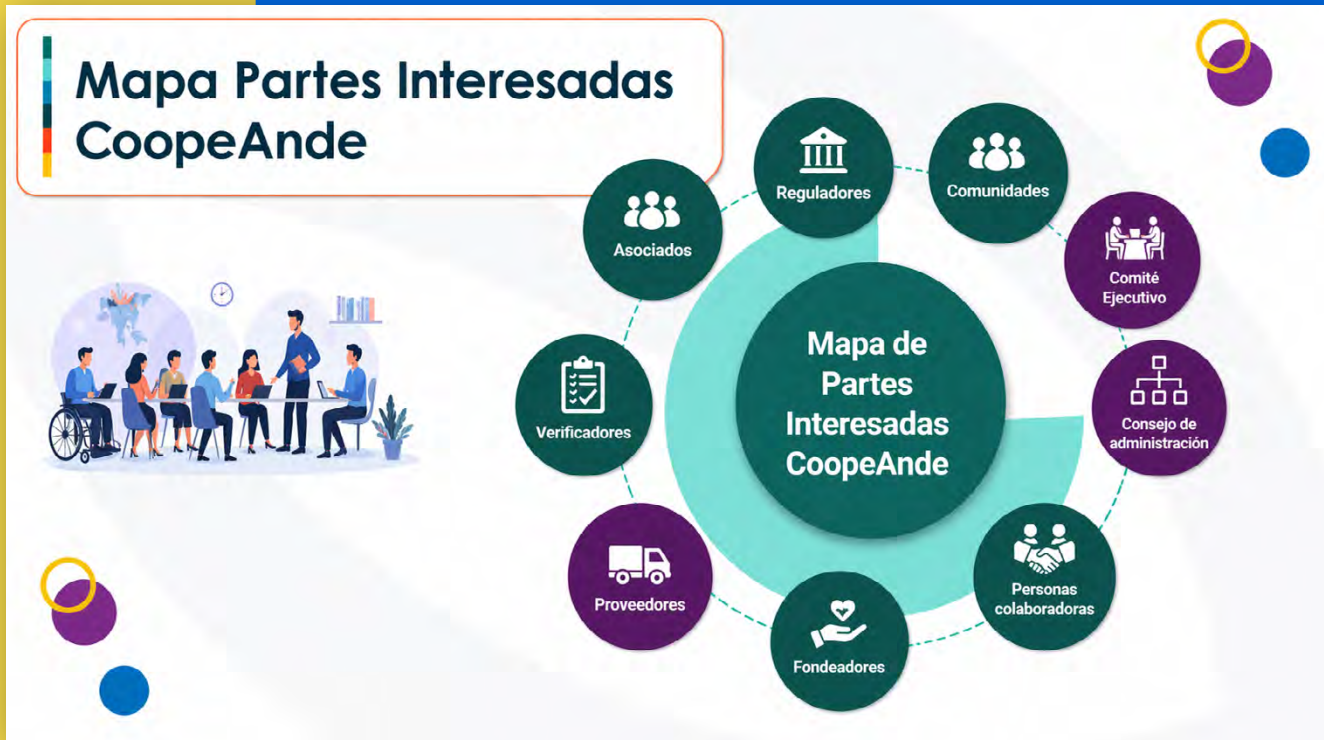 Mapa Partes Interesadas
CoopeAnde
Reguladores
Comunidades
Asociados
Comité
Ejecutivo
Mapa de
Partes
Interesadas
CoopeAnde
Verificadores
Consejo de
administración
Proveedores
Personas
colaboradoras
Fondeadores